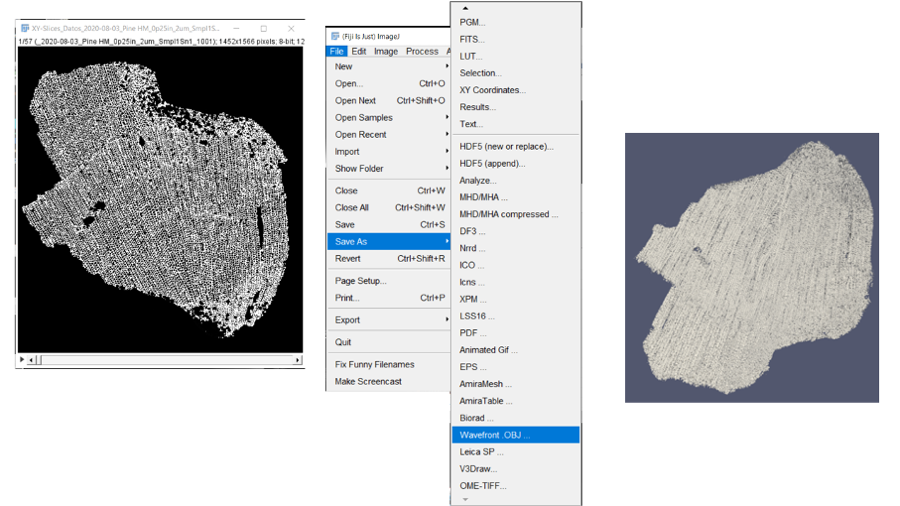 XY-Slices_Datos_2020-08-03_Pine HM_0p25in_2um_Smpl1S...
1/57 (_2020-08-03_Pine HM_0p25in_2um_Smpl1Sn1_1001); 1452x1566 pixels; 8-bit; 12
(Fiji Is Just) ImageJ
File Edit Image Process A
New
Open... Ctrl+O
Open Next Ctrl+Shift+O
Open Samples
Open Recent
Import
Show Folder
Close Ctrl+W
Close All Ctrl+Shift+W
Save Ctrl+S
Save As
Revert Ctrl+Shift+R
Page Setup...
Print... Ctrl+P
Export
Quit
Fix Funny Filenames
Make Screencast
PGM...
FITS...
LUT...
Selection...
XY Coordinates...
Results...
Text...
HDF5 (new or replace)...
HDF5 (append)...
Analyze...
MHD/MHA ...
MHD/MHA compressed ...
DF3 ...
Nrrd ...
ICO ...
Icns ...
XPM ...
LSS16 ...
PDF ...
Animated Gif ...
EPS ...
AmiraMesh ...
AmiraTable ...
Biorad ...
Wavefront .OBJ ...
Leica SP ...
V3Draw...
OME-TIFF...